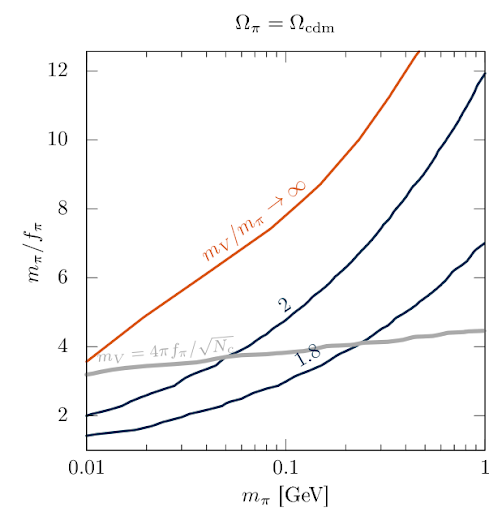 Ω_π = Ω_cdm
12
10
8
6
4
2
m_π/f_π
m_V/m_π → ∞
2
1.8
m_V = 4πf_π/√N_c
0.01
0.1
1
m_π [GeV]